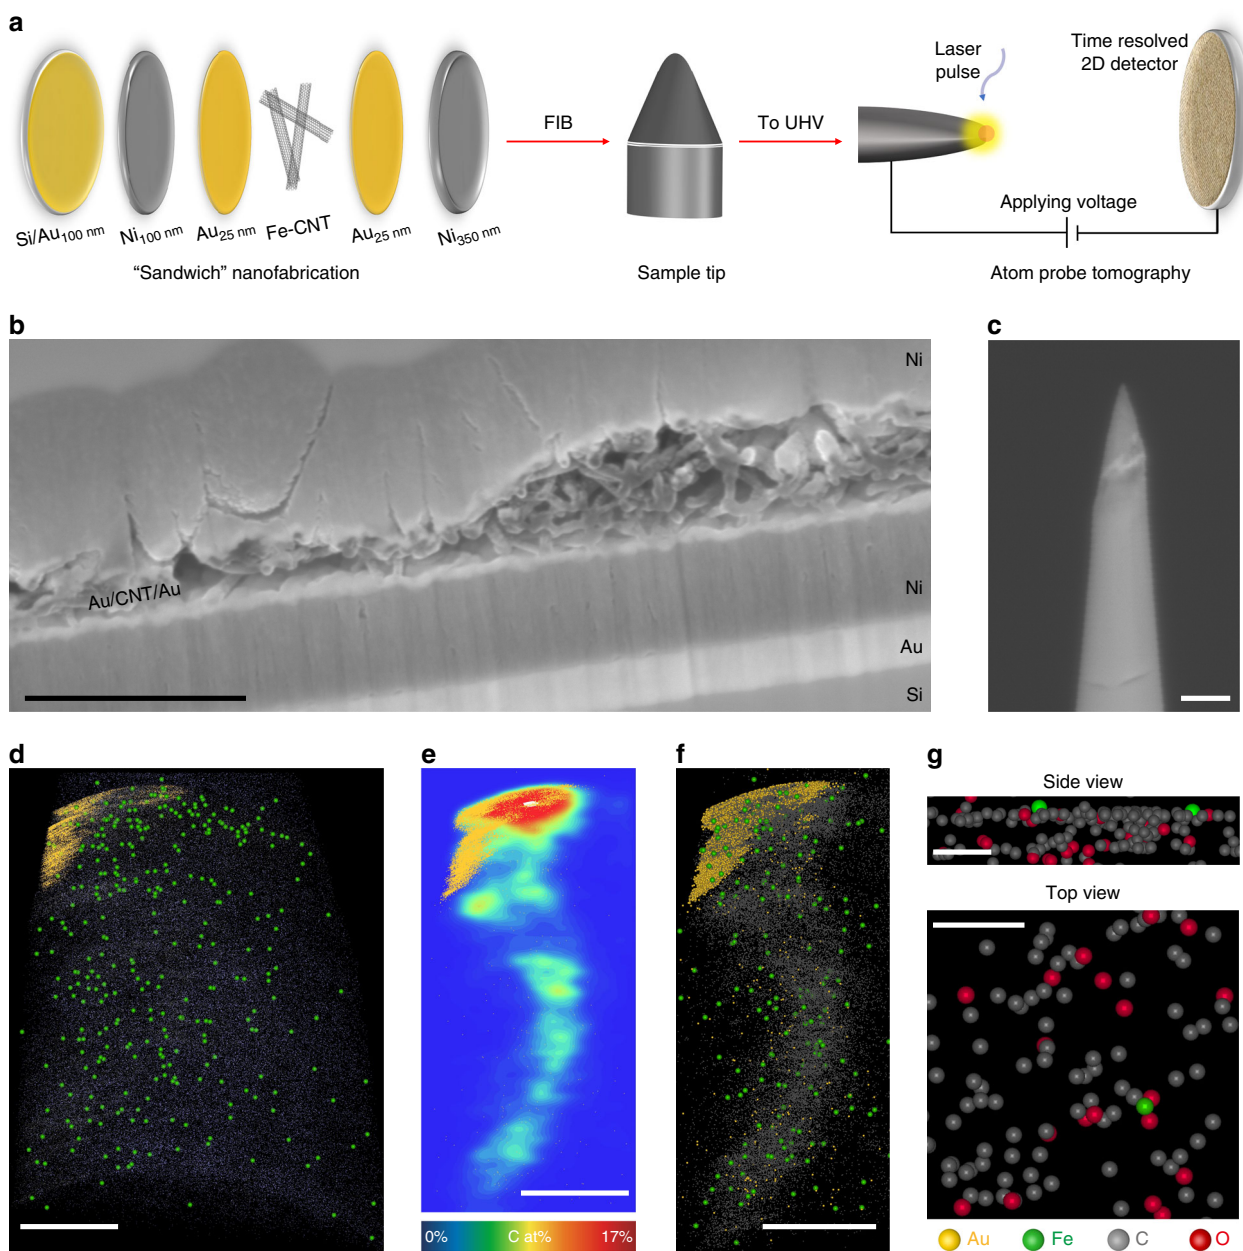 a
Laser
pulse
Time resolved
2D detector
FIB
To UHV
Applying voltage
Si/Au100 nm
Ni100 nm
Au25 nm
Fe-CNT
Au25 nm
Ni350 nm
“Sandwich” nanofabrication
Sample tip
Atom probe tomography
b
Ni
Au/CNT/Au
Ni
Au
Si
c
d
e
0%
C at%
17%
f
g
Side view
Top view
Au
Fe
C
O